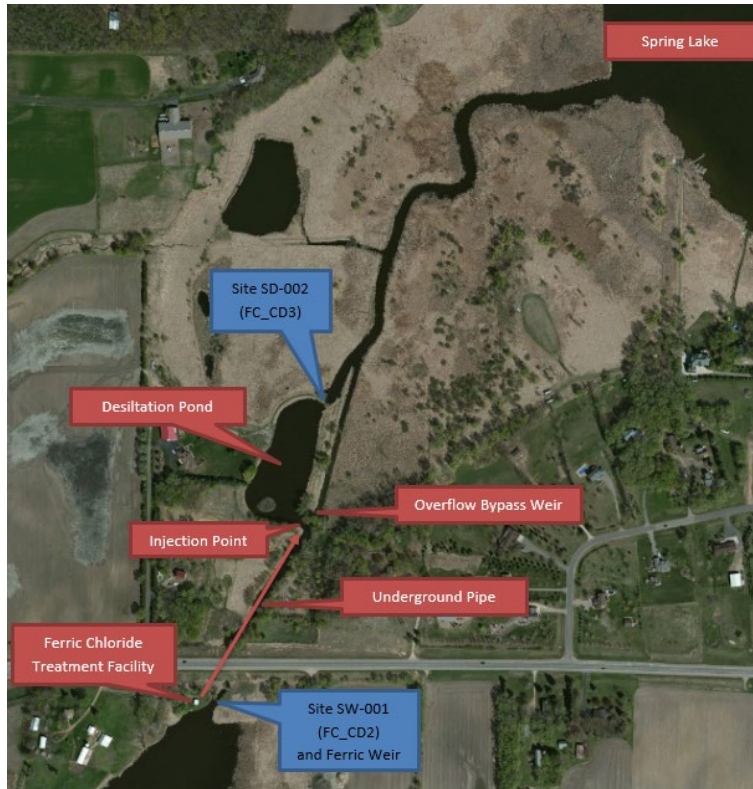 Spring Lake
Site SD-002
(FC_CD3)
Desiltation Pond
Overflow Bypass Weir
Injection Point
Underground Pipe
Ferric Chloride
Treatment Facility
Site SW-001
(FC_CD2)
and Ferric Weir